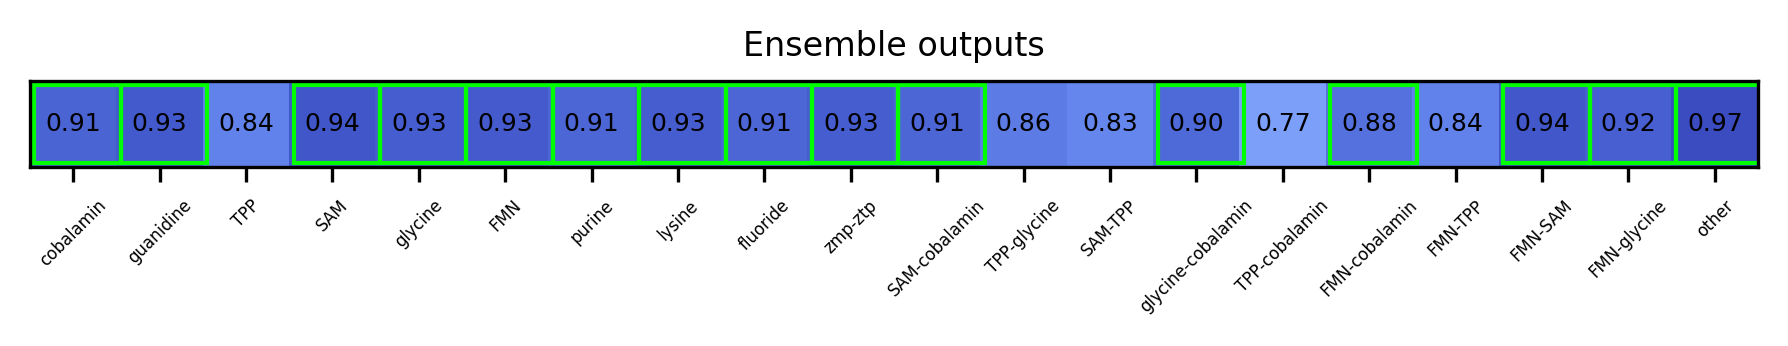 Ensemble outputs
0.91 0.93 0.84 0.94 0.93 0.93 0.91 0.93 0.91 0.93 0.91 0.86 0.83 0.90 0.77 0.88 0.84 0.94 0.92 0.97
cobalamin guanidine TPP SAM glycine FMN purine lysine fluoride zmp-ztp SAM-cobalamin TPP-glycine SAM-TPP glycine-cobalamin TPP-cobalamin FMN-cobalamin FMN-TPP FMN-SAM FMN-glycine other